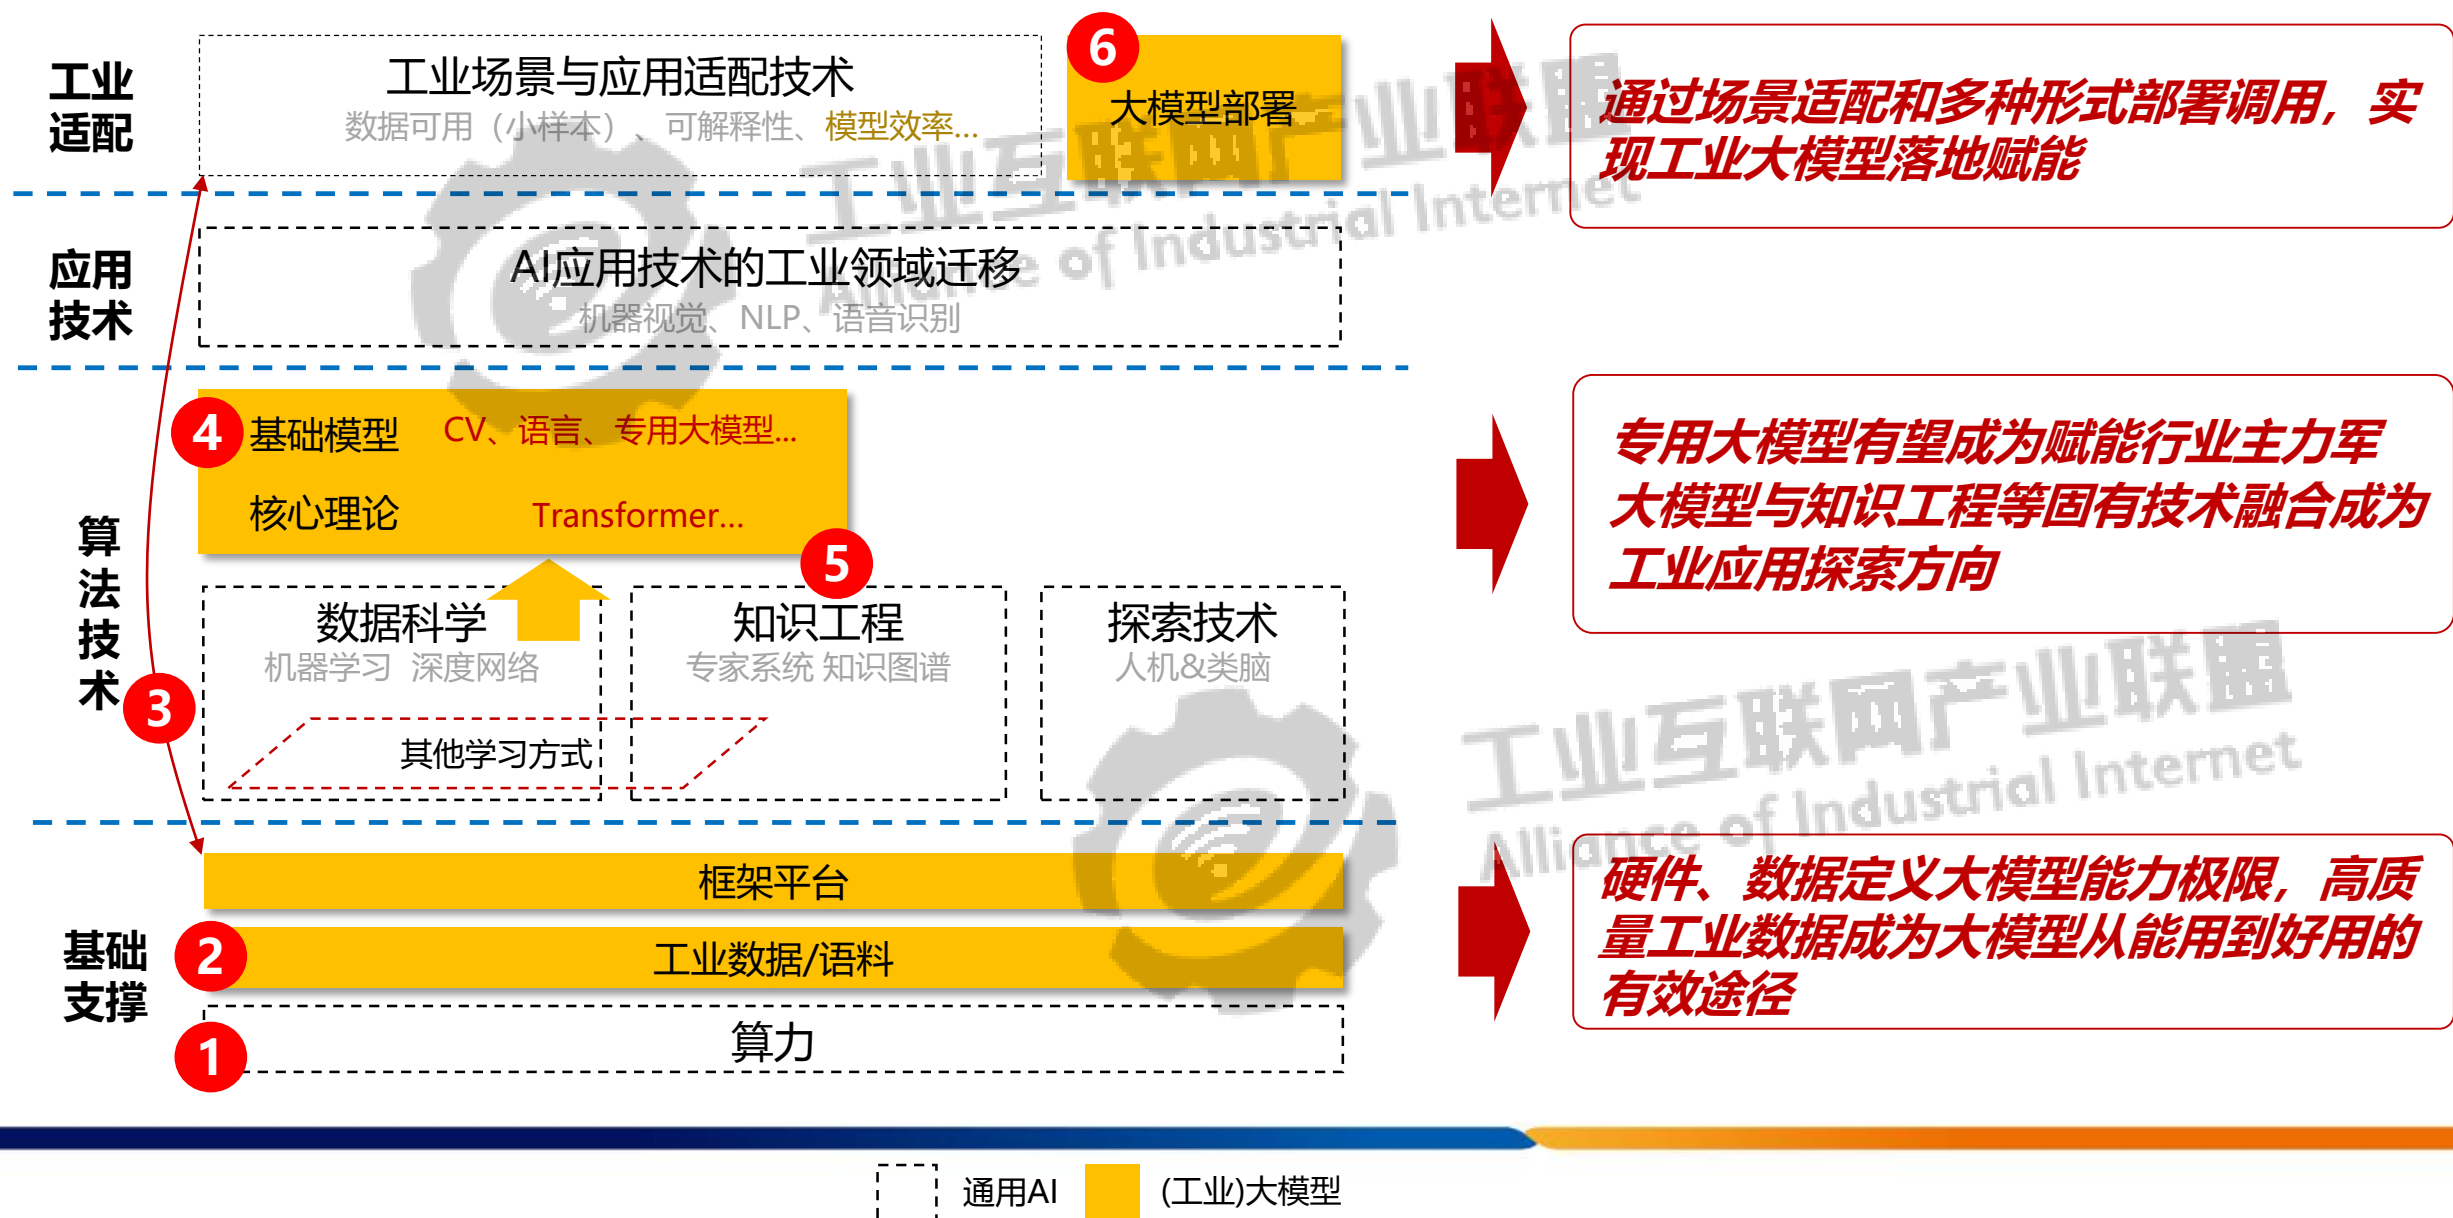 工业
适配
工业场景与应用适配技术
数据可用（小样本）、可解释性、模型效率...
6
大模型部署
通过场景适配和多种形式部署调用，实
现工业大模型落地赋能
应用
技术
AI应用技术的工业领域迁移
机器视觉、NLP、语音识别
工业互联网产业联盟
Alliance of Industrial Internet
算
法
技
术
4
基础模型
CV、语言、专用大模型...
核心理论
Transformer...
5
数据科学
机器学习 深度网络
知识工程
专家系统 知识图谱
探索技术
人机&类脑
3
其他学习方式
专用大模型有望成为赋能行业主力军
大模型与知识工程等固有技术融合成为
工业应用探索方向
工业互联网产业联盟
Alliance of Industrial Internet
基础
支撑
框架平台
2
工业数据/语料
1
算力
硬件、数据定义大模型能力极限，高质
量工业数据成为大模型从能用到好用的
有效途径
通用AI
(工业)大模型